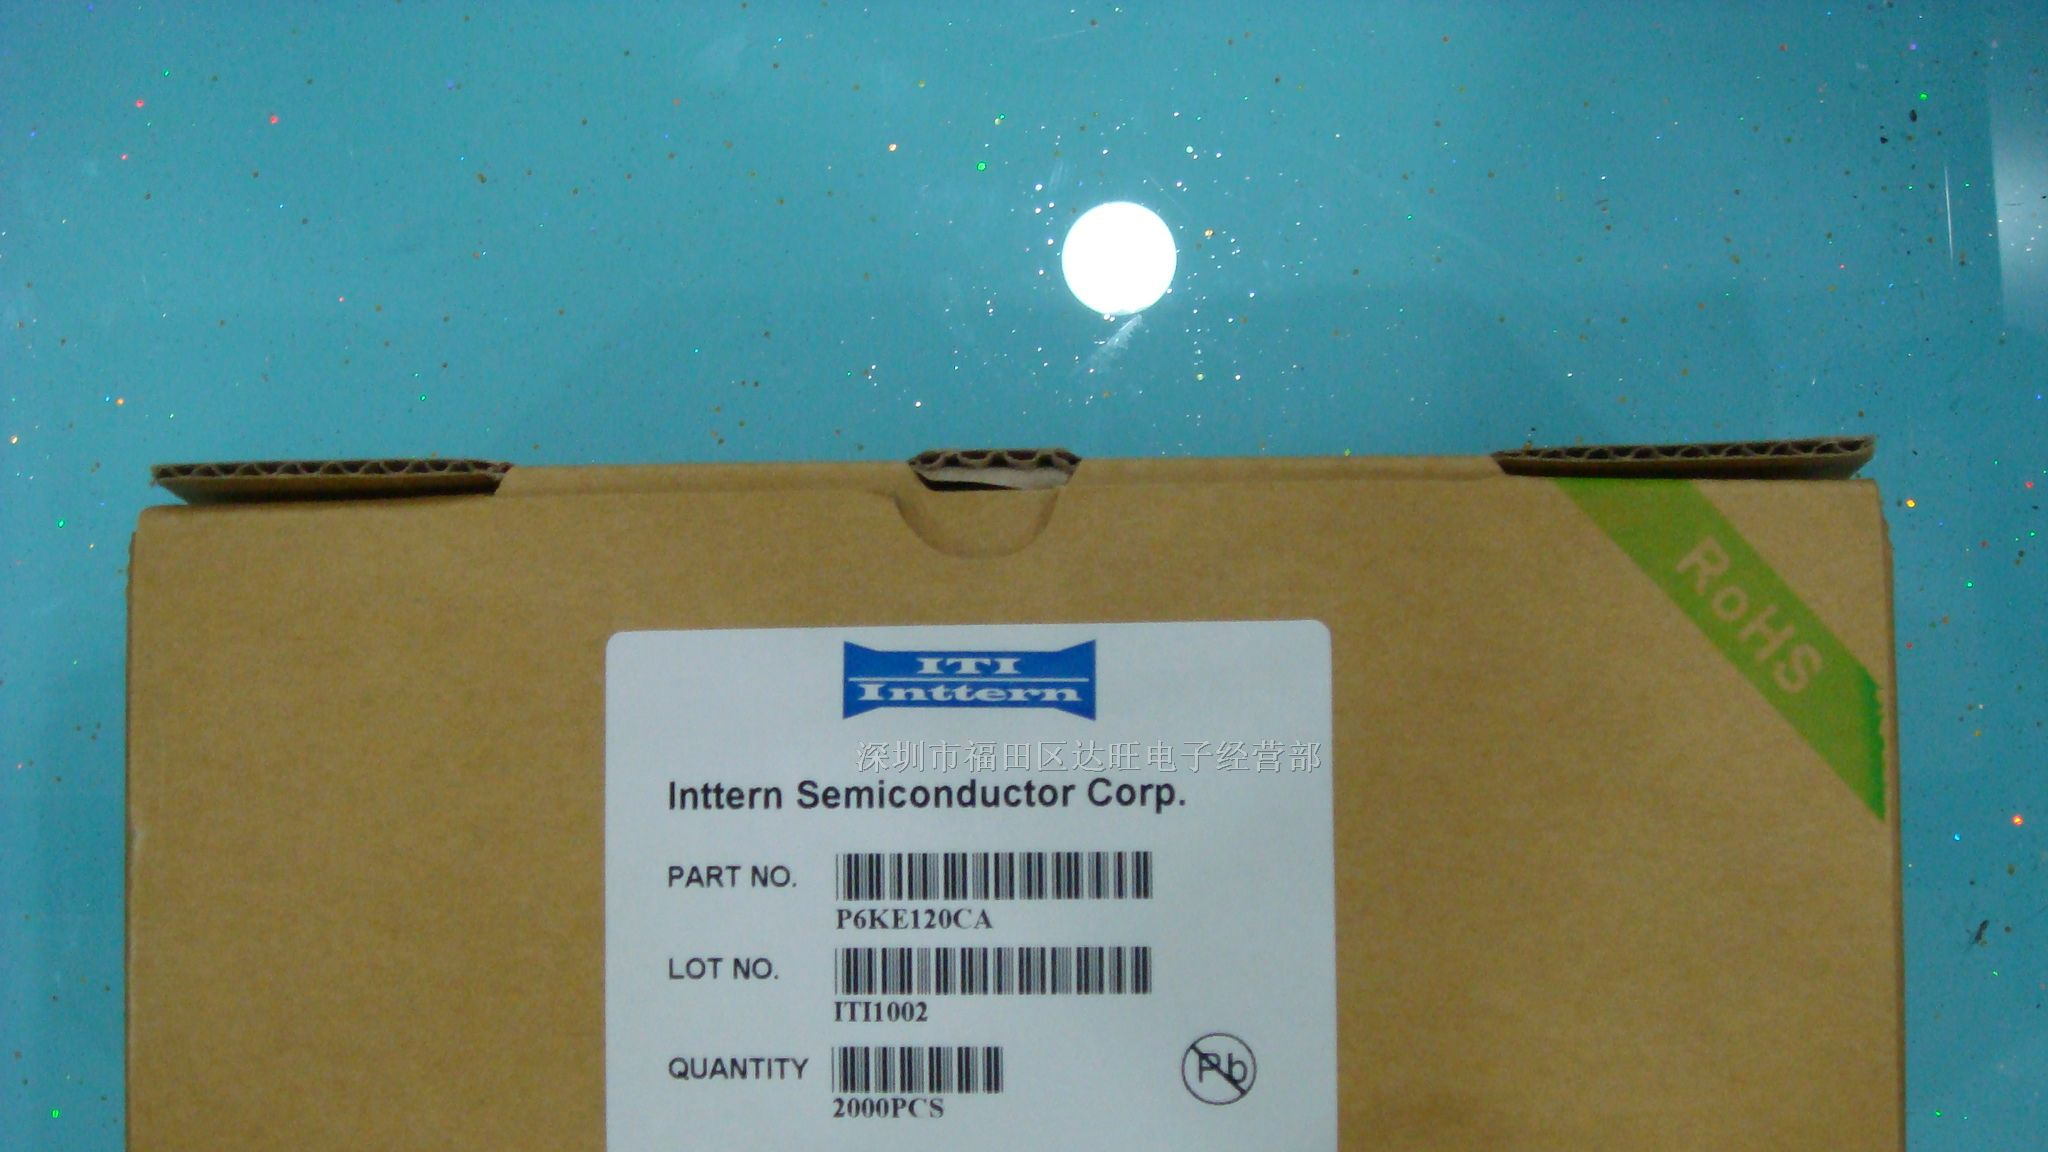 RoHS
ITI
Inttern
深圳市福田区达旺电子经营部
Inttern Semiconductor Corp.
PART NO.
P6KE120CA
LOT NO.
ITI1002
QUANTITY
2000PCS
Pb